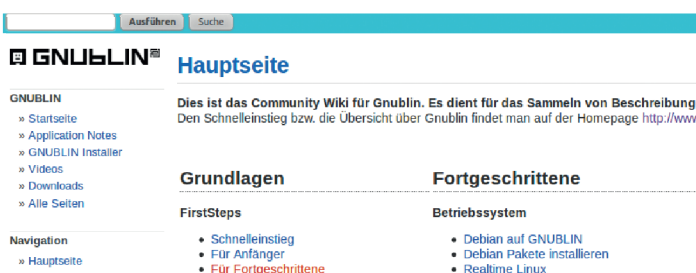 Ausführen Suche
GNUBLIN
Hauptseite
GNUBLIN
» Startseite
» Application Notes
» GNUBLIN Installer
» Videos
» Downloads
» Alle Seiten
Navigation
» Hauptseite
Dies ist das Community Wiki für Gnublin. Es dient für das Sammeln von Beschreibung
Den Schnelleinstieg bzw. die Übersicht über Gnublin findet man auf der Homepage http://www
Grundlagen
FirstSteps
• Schnelleinstieg
• Für Anfänger
• Für Fortgeschrittene
Fortgeschrittene
Betriebssystem
• Debian auf GNUBLIN
• Debian Pakete installieren
• Realtime Linux